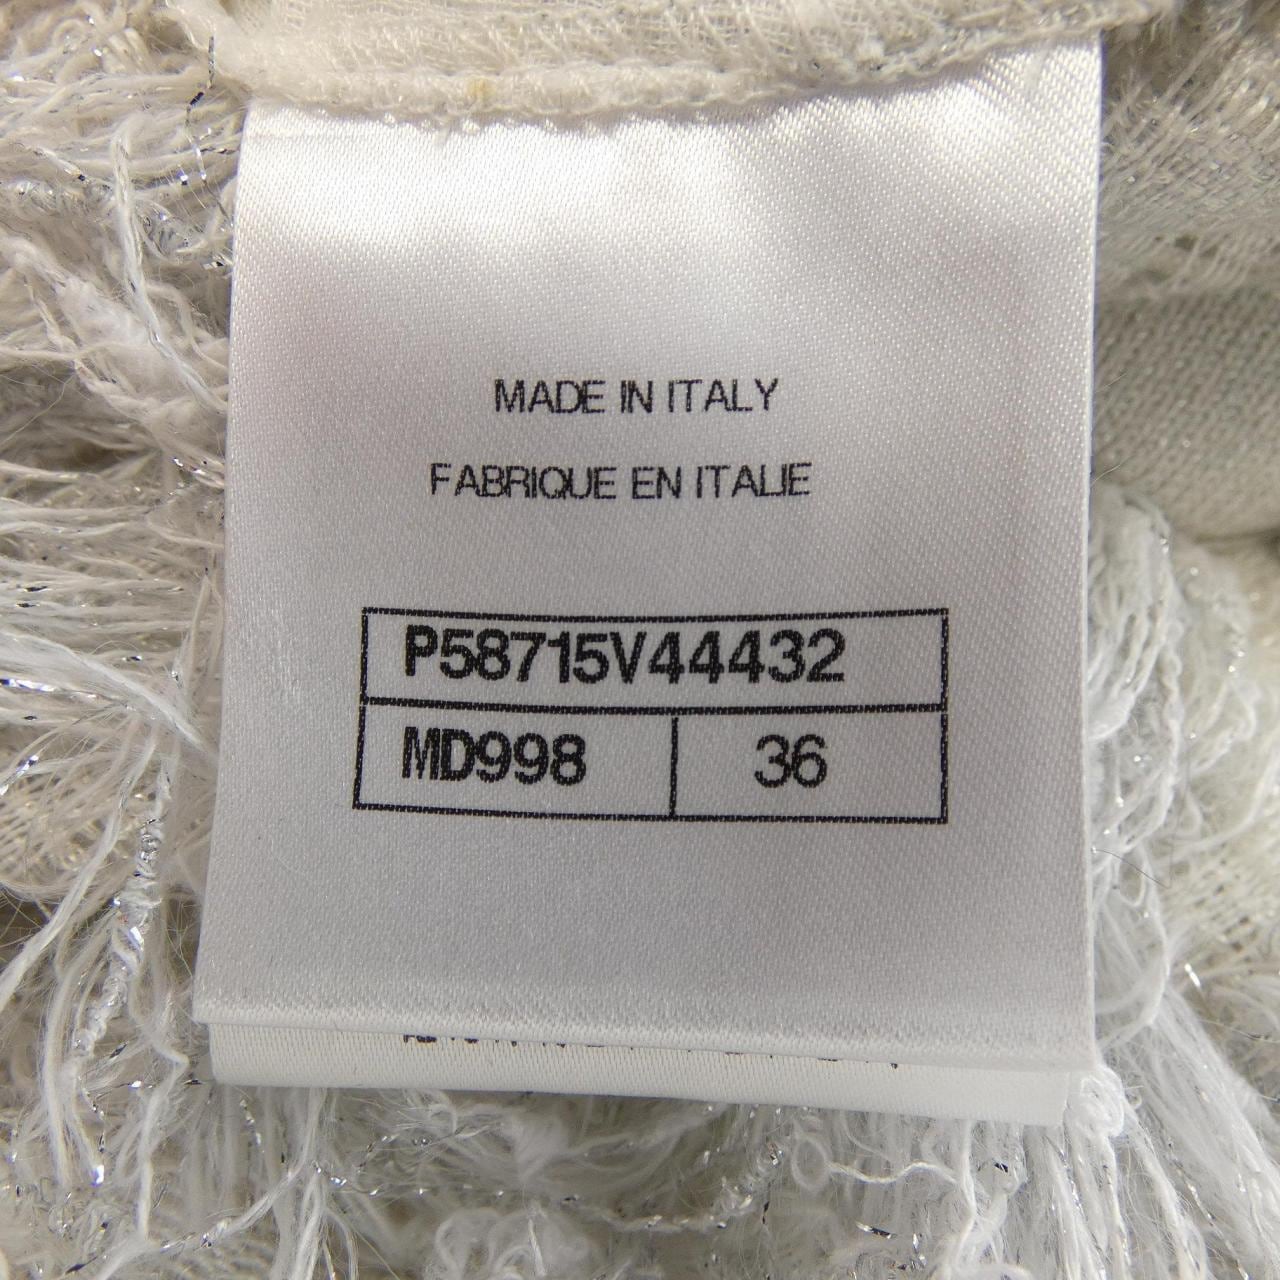 MADE IN ITALY
FABRIQUE EN ITALIE
P58715V44432
MD998 36